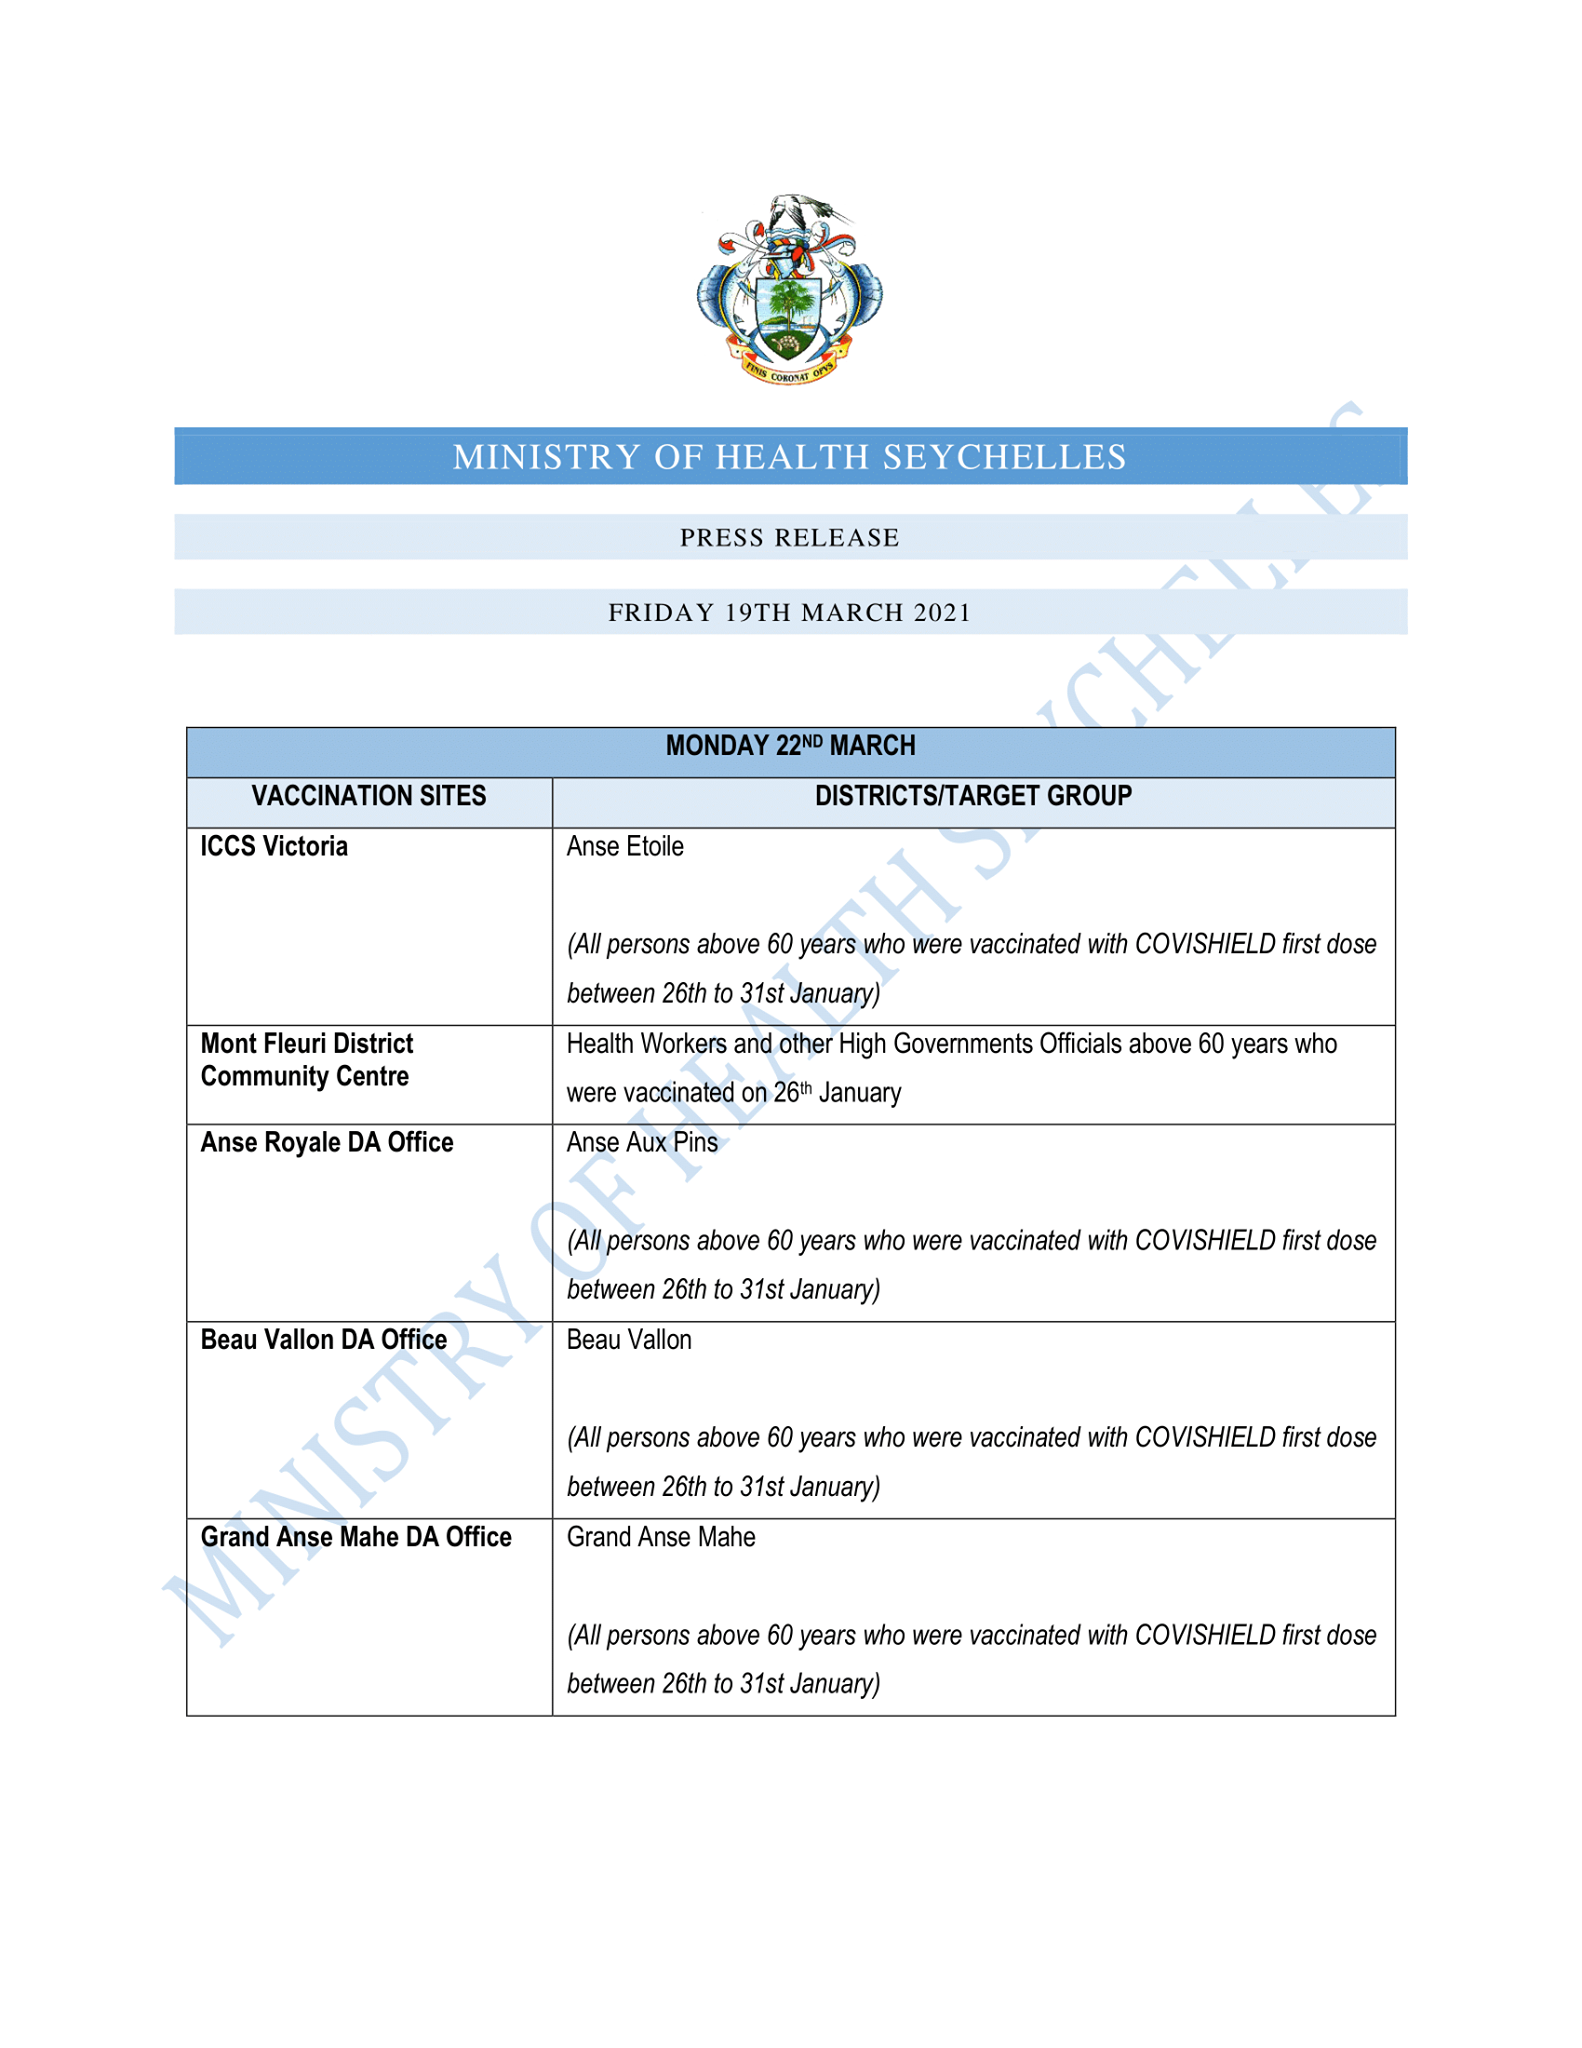 FINIS CORONAT OPVS
MINISTRY OF HEALTH SEYCHELLES
PRESS RELEASE
FRIDAY 19TH MARCH 2021
MONDAY 22ND MARCH
VACCINATION SITES
DISTRICTS/TARGET GROUP
ICCS Victoria
Anse Etoile
(All persons above 60 years who were vaccinated with COVISHIELD first dose
between 26th to 31st January)
Mont Fleuri District
Community Centre
Health Workers and other High Governments Officials above 60 years who
were vaccinated on 26th January
Anse Royale DA Office
Anse Aux Pins
(All persons above 60 years who were vaccinated with COVISHIELD first dose
between 26th to 31st January)
Beau Vallon DA Office
Beau Vallon
(All persons above 60 years who were vaccinated with COVISHIELD first dose
between 26th to 31st January)
Grand Anse Mahe DA Office
Grand Anse Mahe
(All persons above 60 years who were vaccinated with COVISHIELD first dose
between 26th to 31st January)
MINISTRY OF HEALTH SEYCHELLES